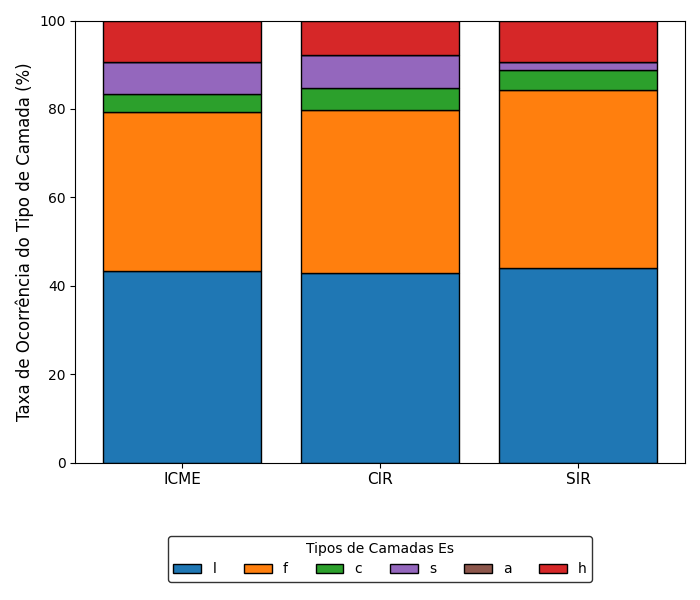 Taxa de Ocorrência do Tipo de Camada (%)
100
80
60
40
20
0
ICME CIR SIR
Tipos de Camadas Es
l f c s a h